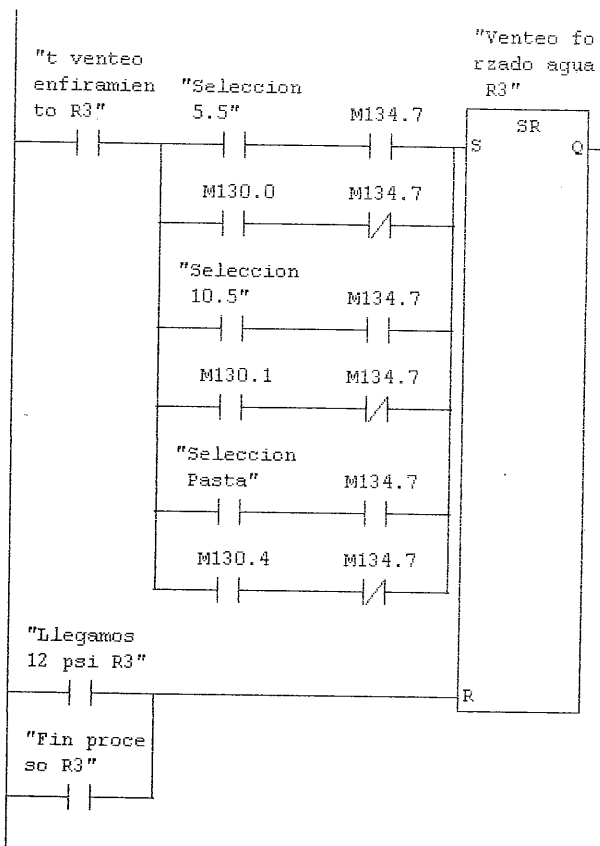 "t venteo
enfiramien
to R3"
"Seleccion
5.5"
M134.7
"Venteo fo
rzado agua
R3"
SR
S
Q
M130.0
M134.7
"Seleccion
10.5"
M134.7
M130.1
M134.7
"Seleccion
Pasta"
M134.7
M130.4
M134.7
"Llegamos
12 psi R3"
R
"Fin proce
so R3"